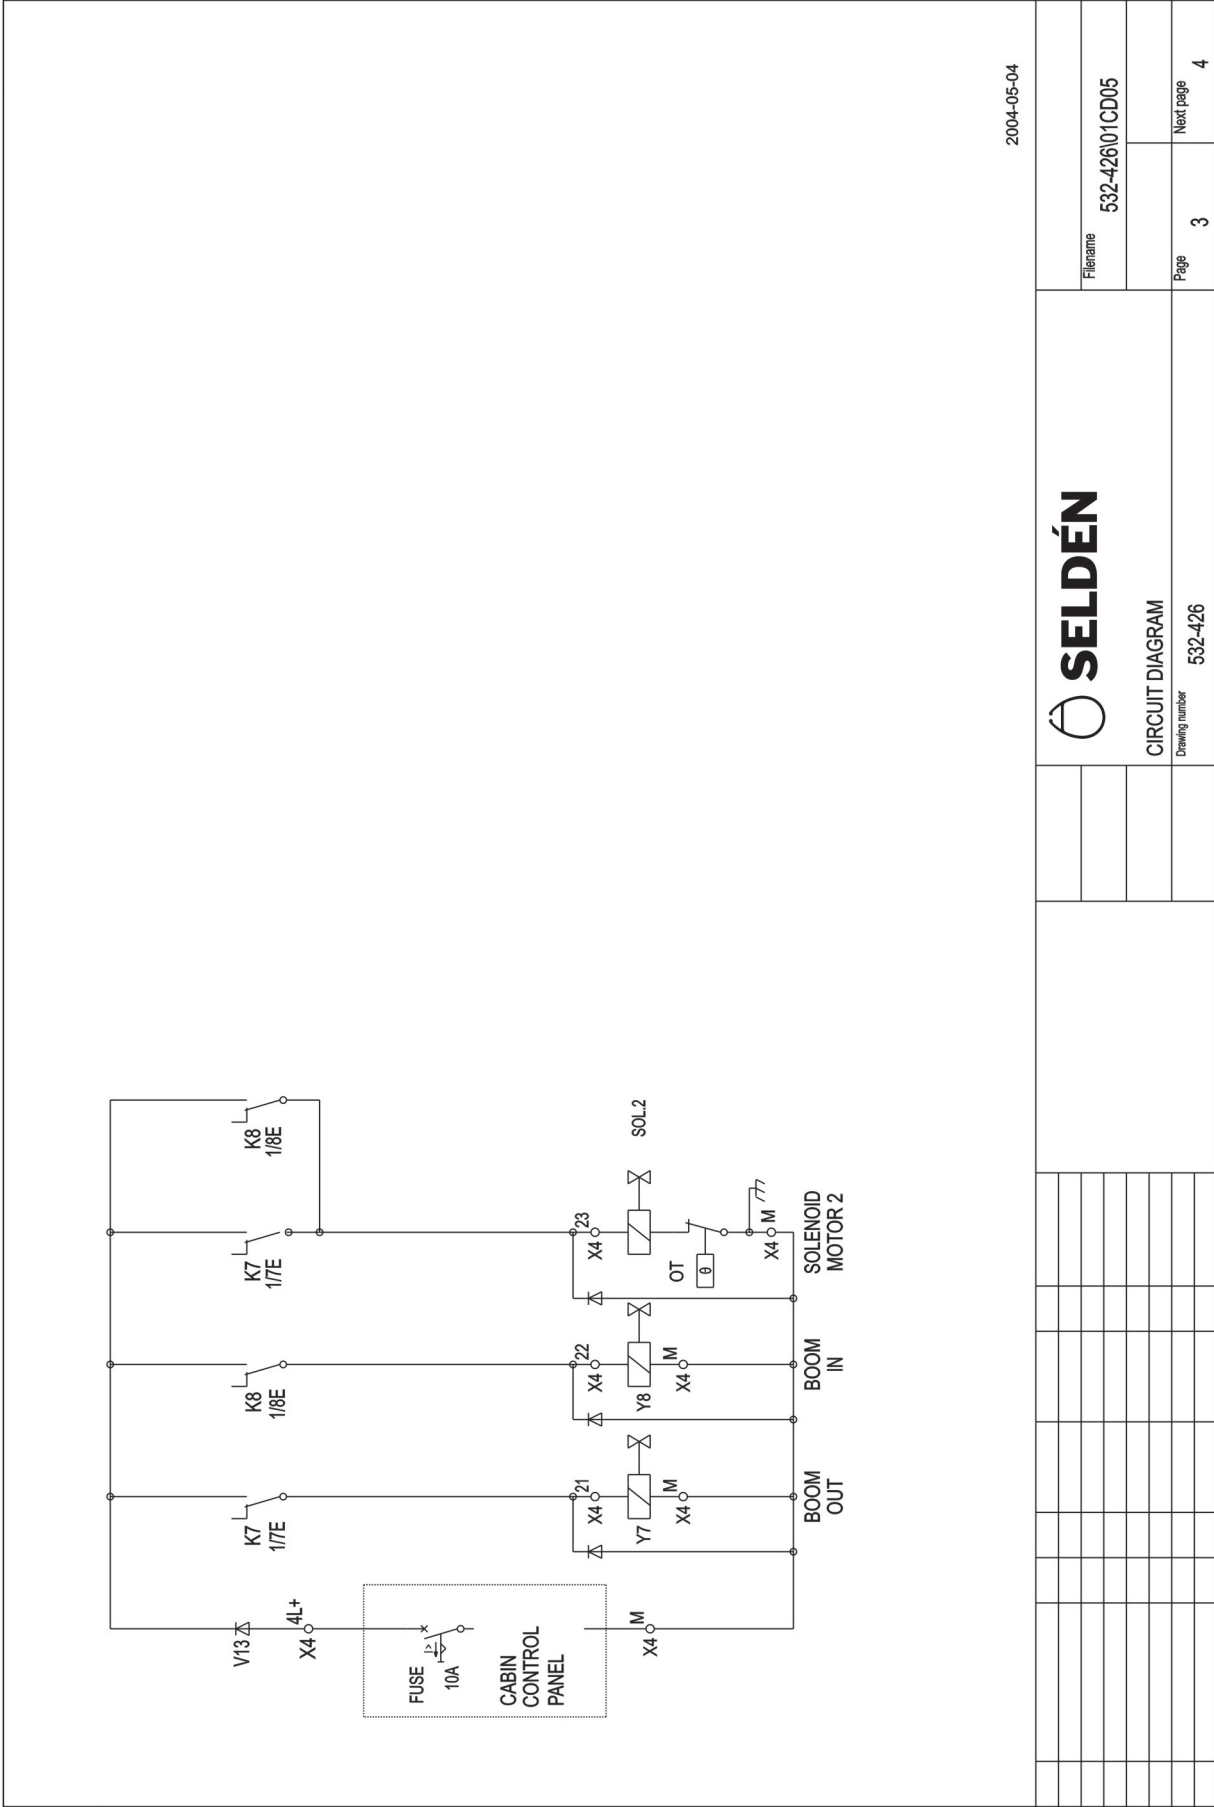 K7
1/7E
K8
1/8E
K7
1/7E
K8
1/8E
V13
4L+
X4
FUSE
10A
CABIN
CONTROL
PANEL
M
X4
21
X4
Y7
M
X4
BOOM
OUT
22
X4
Y8
M
X4
BOOM
IN
23
X4
SOL.2
OT
θ
M
X4
SOLENOID
MOTOR 2
I>
2004-05-04
SELDÉN
CIRCUIT DIAGRAM
Drawing number
532-426
Filename
532-426\01CD05
Page
3
Next page
4